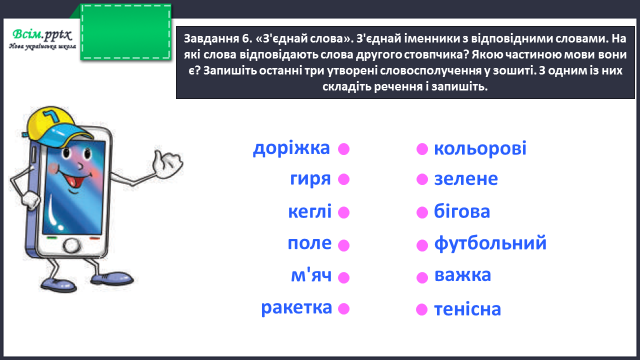 Всім.pptx
Нова українська школа
Завдання 6. «З'єднай слова». З'єднай іменники з відповідними словами. На
які слова відповідають слова другого стовпчика? Якою частиною мови вони
є? Запишіть останні три утворені словосполучення у зошиті. З одним із них
складіть речення і запишіть.
доріжка кольорові
гиря зелене
кеглі бігова
поле футбольний
м'яч важка
ракетка тенісна